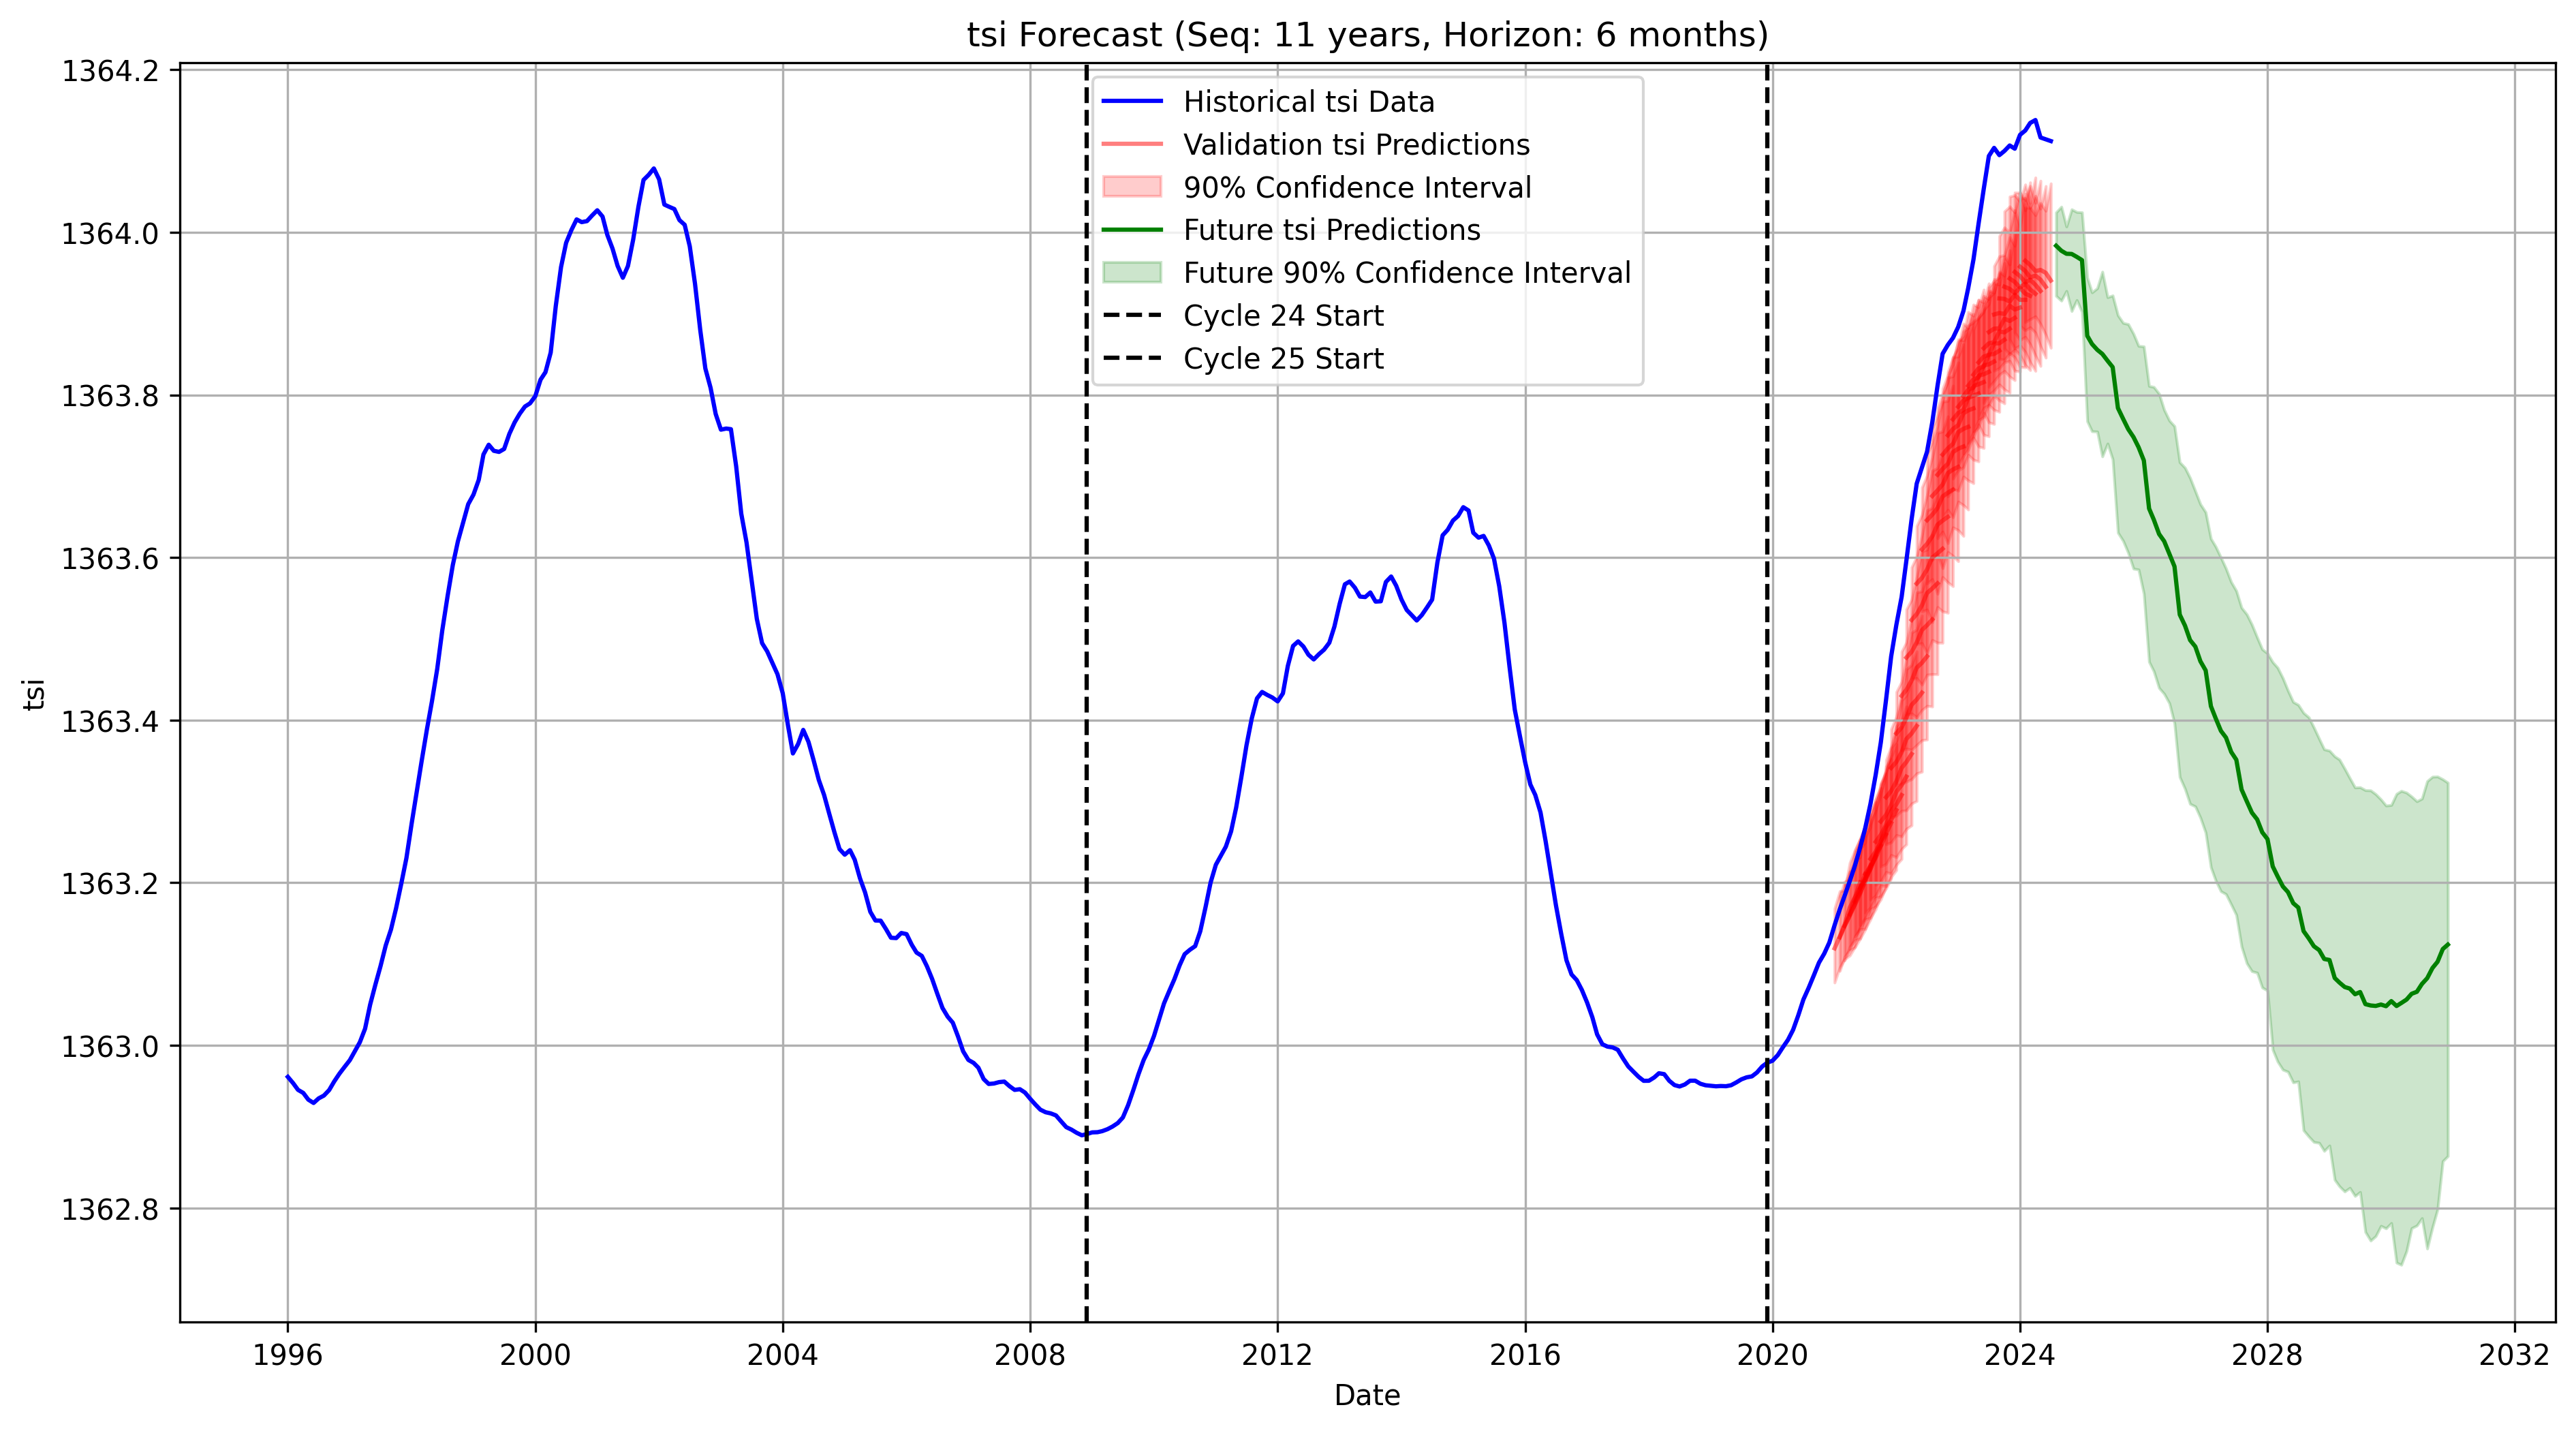 tsi Forecast (Seq: 11 years, Horizon: 6 months)
1364.2
1364.0
1363.8
1363.6
1363.4
1363.2
1363.0
1362.8
tsi
Historical tsi Data
Validation tsi Predictions
90% Confidence Interval
Future tsi Predictions
Future 90% Confidence Interval
Cycle 24 Start
Cycle 25 Start
1996 2000 2004 2008 2012 2016 2020 2024 2028 2032
Date